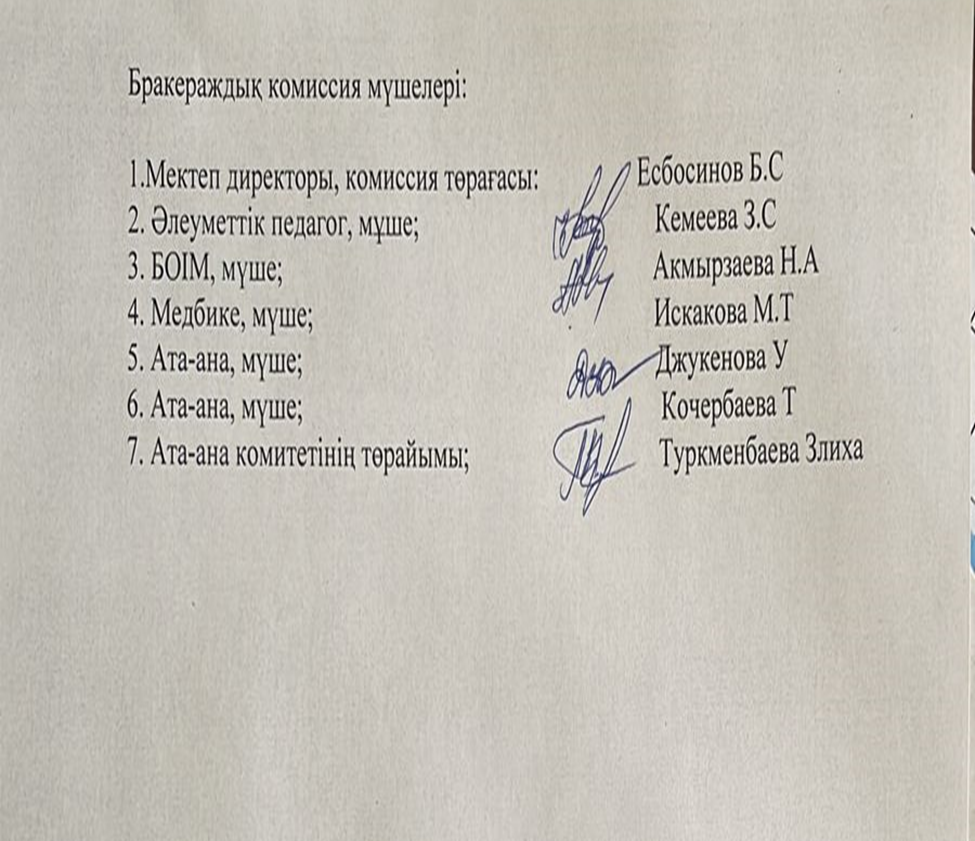 Бракераждық комиссия мүшелері:
1.Мектеп директоры, комиссия төрағасы: Есбосинов Б.С
2. Әлеуметтік педагог, мұше; Кемеева З.С
3. БОІМ, мүше; Акмырзаева Н.А
4. Медбике, мүше; Искакова М.Т
5. Ата-ана, мүше; Джукенова У
6. Ата-ана, мүше; Кочербаева Т
7. Ата-ана комитетінің төрайымы; Туркменбаева Злиха